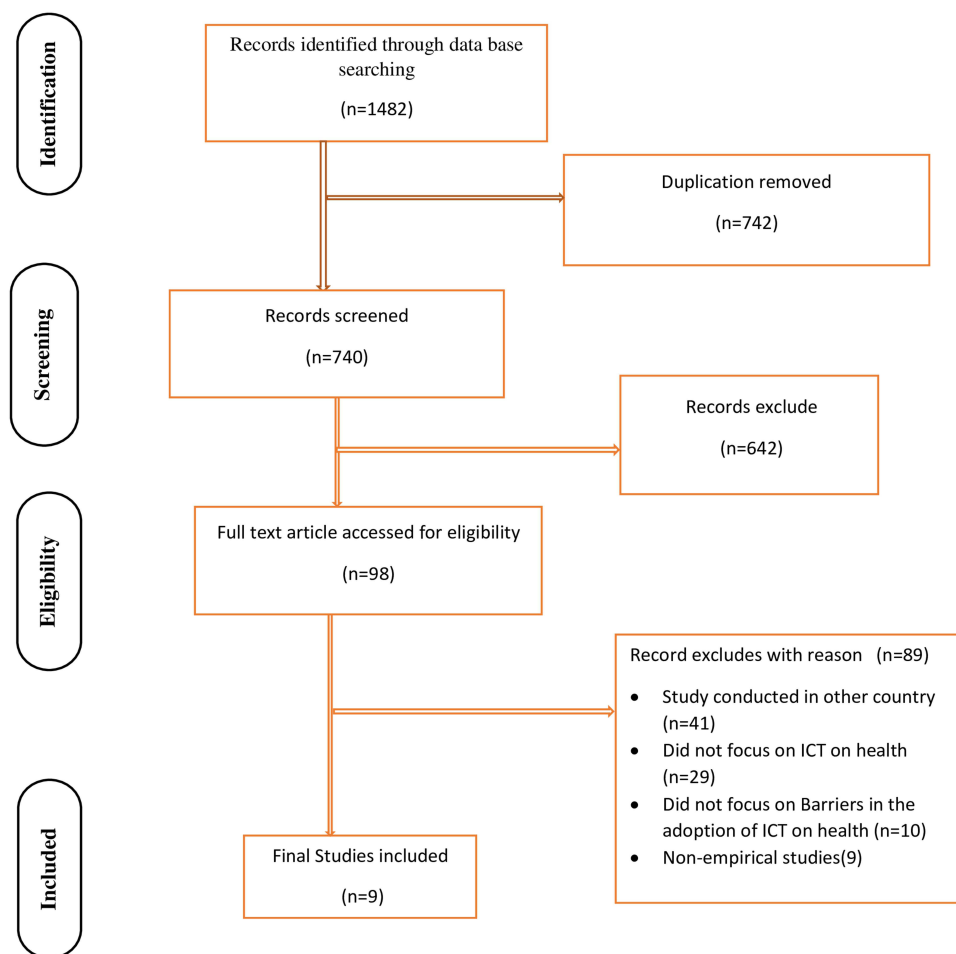 Identification
Records identified through data base
searching
(n=1482)
Duplication removed
(n=742)
Screening
Records screened
(n=740)
Records exclude
(n=642)
Eligibility
Full text article accessed for eligibility
(n=98)
Record excludes with reason (n=89)
• Study conducted in other country
(n=41)
• Did not focus on ICT on health
(n=29)
• Did not focus on Barriers in the
adoption of ICT on health (n=10)
• Non-empirical studies(9)
Included
Final Studies included
(n=9)